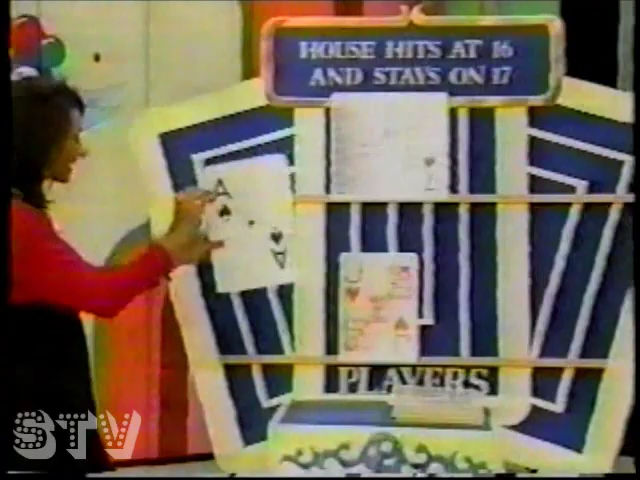 HOUSE HITS AT 16
AND STAYS ON 17
A
A
PLAYERS
STV